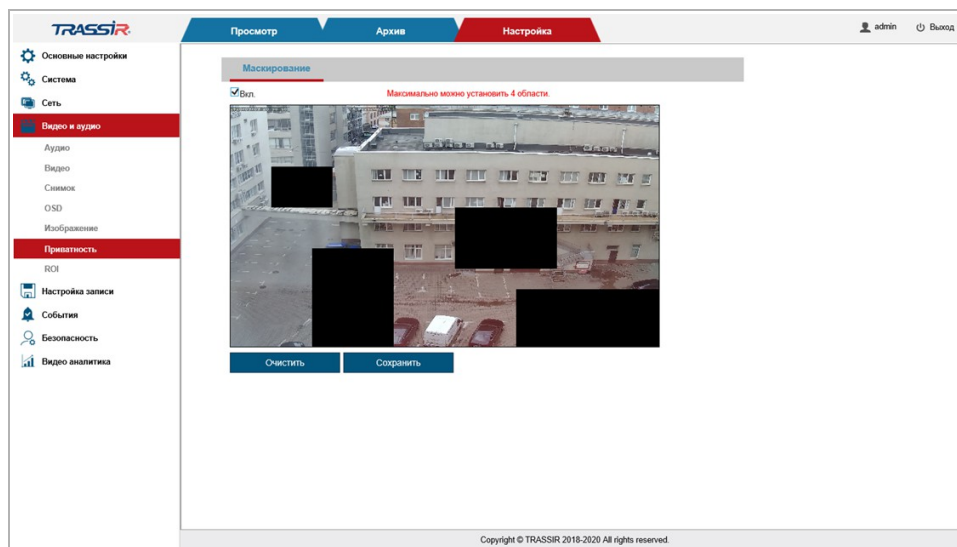 TRASSIR
Просмотр
Архив
Настройка
admin
Выход
Основные настройки
Система
Сеть
Видео и аудио
Аудио
Видео
Снимок
OSD
Изображение
Приватность
ROI
Настройка записи
События
Безопасность
Видео аналитика
Маскирование
Вкл.
Максимально можно установить 4 области.
Очистить
Сохранить
Copyright © TRASSIR 2018-2020 All rights reserved.